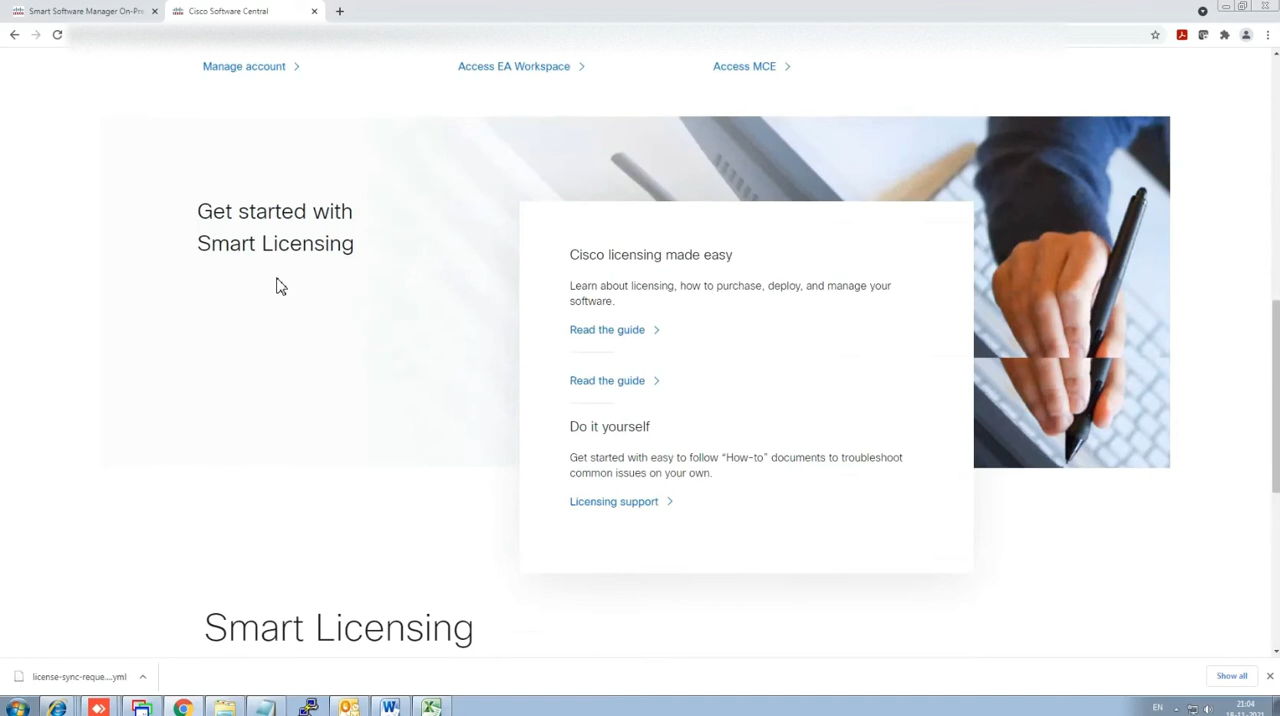 Smart Software Manager On-Pre
Cisco Software Central
Manage account
Access EA Workspace
Access MCE
Get started with
Smart Licensing
Cisco licensing made easy
Learn about licensing, how to purchase, deploy, and manage your
software.
Read the guide
Read the guide
Do it yourself
Get started with easy to follow “How-to” documents to troubleshoot
common issues on your own.
Licensing support
Smart Licensing
license-sync-reque....yml
Show all
EN
21:04
18-11-2021